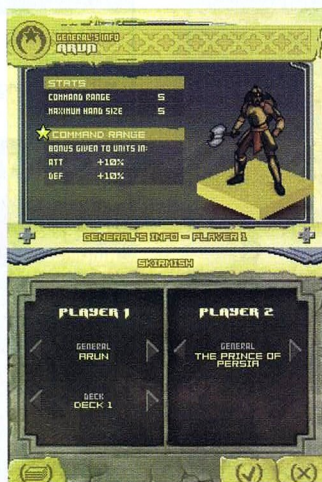 GENERAL'S INFO
ARUN
STATS
COMMAND RANGE 5
MAXIMUM HAND SIZE 5
COMMAND RANGE
BONUS GIVEN TO UNITS IN:
ATT +10%
DEF +10%
GENERAL'S INFO - PLAYER 1
SKIRMISH
PLAYER 1
GENERAL
ARUN
DECK
DECK 1
PLAYER 2
GENERAL
THE PRINCE OF
PERSIA